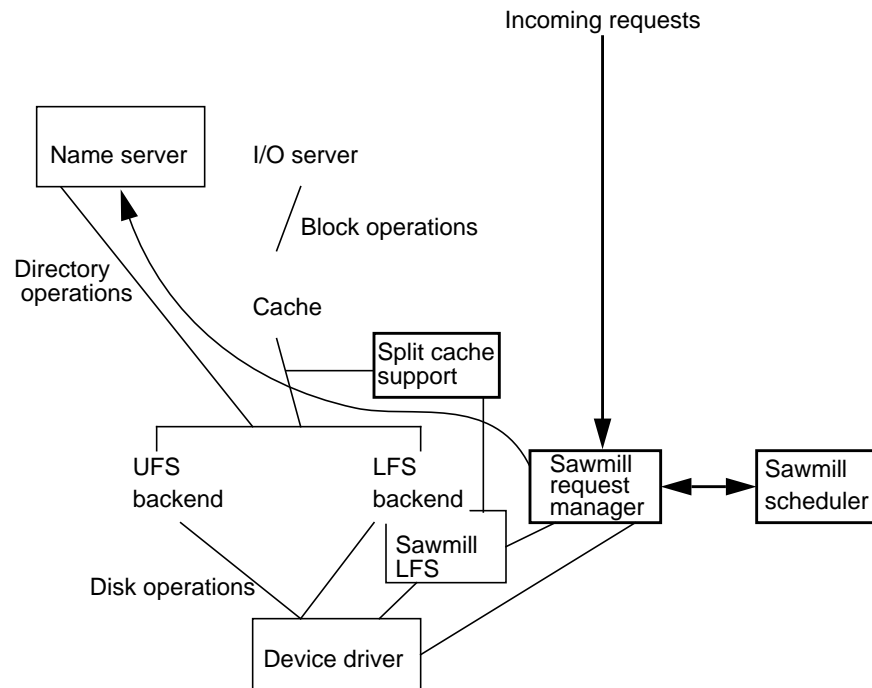 Incoming requests
Name server
I/O server
Block operations
Directory
operations
Cache
Split cache
support
UFS
backend
LFS
backend
Sawmill
request
manager
Sawmill
scheduler
Sawmill
LFS
Disk operations
Device driver